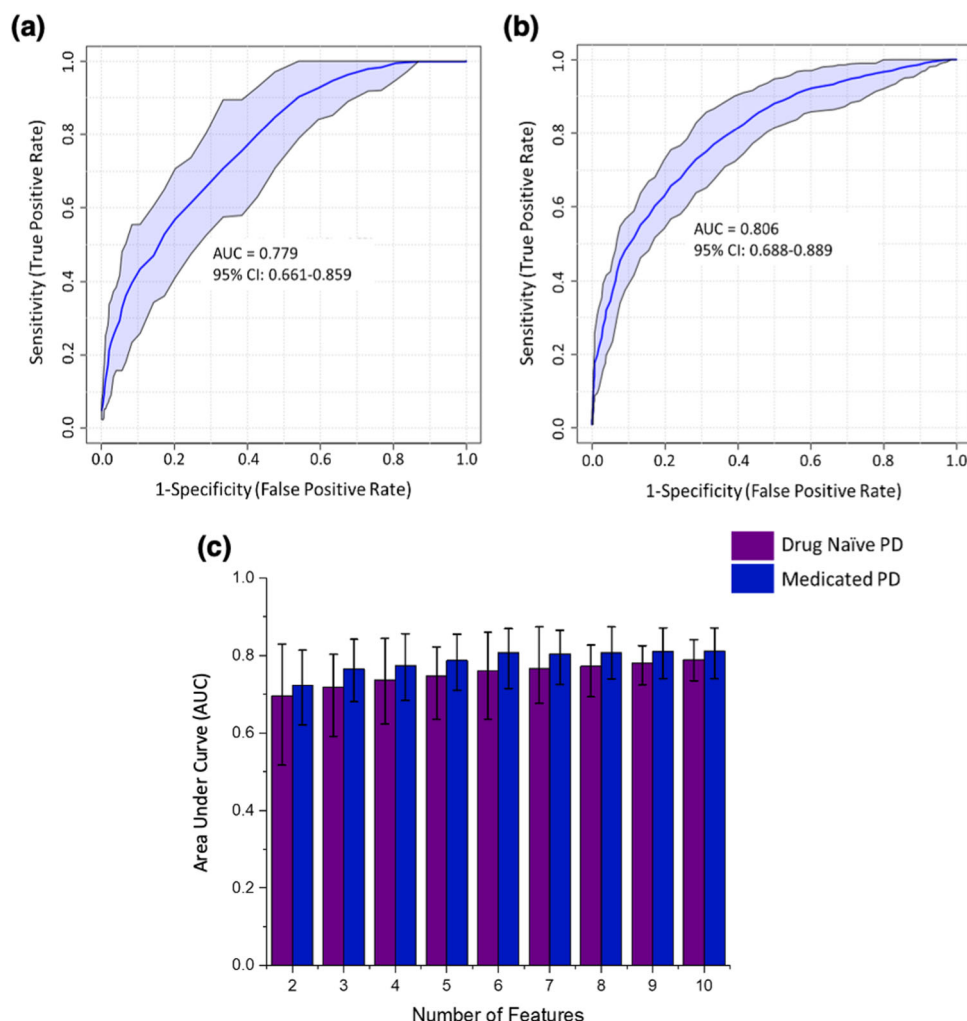 (a)
Sensitivity (True Positive Rate)
1.0
0.8
0.6
0.4
0.2
0.0
AUC = 0.779
95% CI: 0.661-0.859
0.0 0.2 0.4 0.6 0.8 1.0
1-Specificity (False Positive Rate)
(b)
Sensitivity (True Positive Rate)
1.0
0.8
0.6
0.4
0.2
0.0
AUC = 0.806
95% CI: 0.688-0.889
0.0 0.2 0.4 0.6 0.8 1.0
1-Specificity (False Positive Rate)
(c)
Drug Naïve PD
Medicated PD
Area Under Curve (AUC)
1.0
0.8
0.6
0.4
0.2
0.0
2 3 4 5 6 7 8 9 10
Number of Features